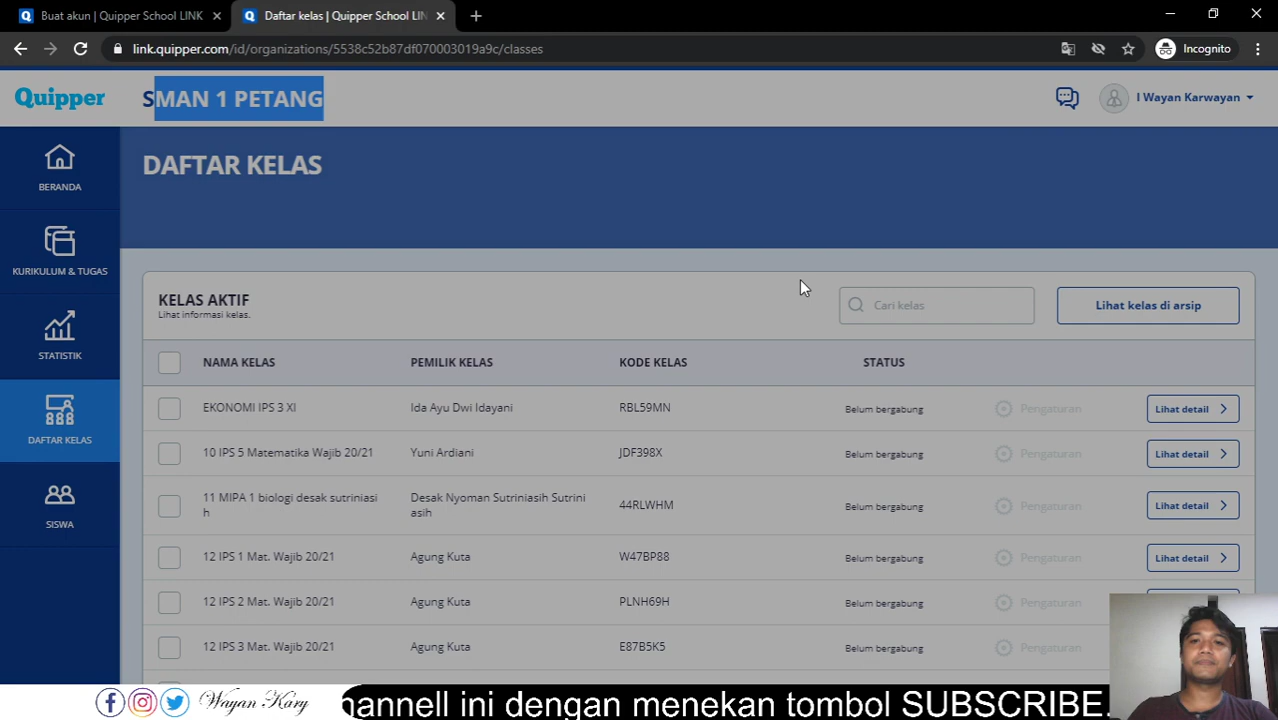 Buat akun | Quipper School LINK
Daftar kelas | Quipper School LIN
link.quipper.com/id/organizations/5538c52b87df070003019a9c/classes
Incognito
Quipper
SMAN 1 PETANG
I Wayan Karwayan
DAFTAR KELAS
BERANDA
KURIKULUM & TUGAS
STATISTIK
DAFTAR KELAS
SISWA
KELAS AKTIF
Lihat informasi kelas.
Cari kelas
Lihat kelas di arsip
NAMA KELAS PEMILIK KELAS KODE KELAS STATUS
EKONOMI IPS 3 XI Ida Ayu Dwi Idayani RBL59MN Belum bergabung Pengaturan Lihat detail
10 IPS 5 Matematika Wajib 20/21 Yuni Ardiani JDF398X Belum bergabung Pengaturan Lihat detail
11 MIPA 1 biologi desak sutriniasi
h
Desak Nyoman Sutriniasih Sutrini
asih
44RLWHM Belum bergabung Pengaturan Lihat detail
12 IPS 1 Mat. Wajib 20/21 Agung Kuta W47BP88 Belum bergabung Pengaturan Lihat detail
12 IPS 2 Mat. Wajib 20/21 Agung Kuta PLNH69H Belum bergabung Pengaturan
12 IPS 3 Mat. Wajib 20/21 Agung Kuta E87B5K5 Belum bergabung Pengaturan
Wayan Kary
hannell ini dengan menekan tombol SUBSCRIBE.